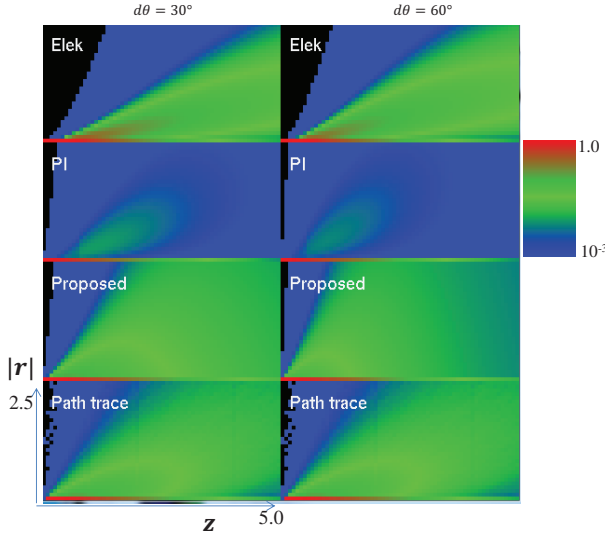 dθ = 30°
dθ = 60°
Elek
Elek
PI
PI
1.0
10⁻³
Proposed
Proposed
|r|
2.5
Path trace
Path trace
z
5.0